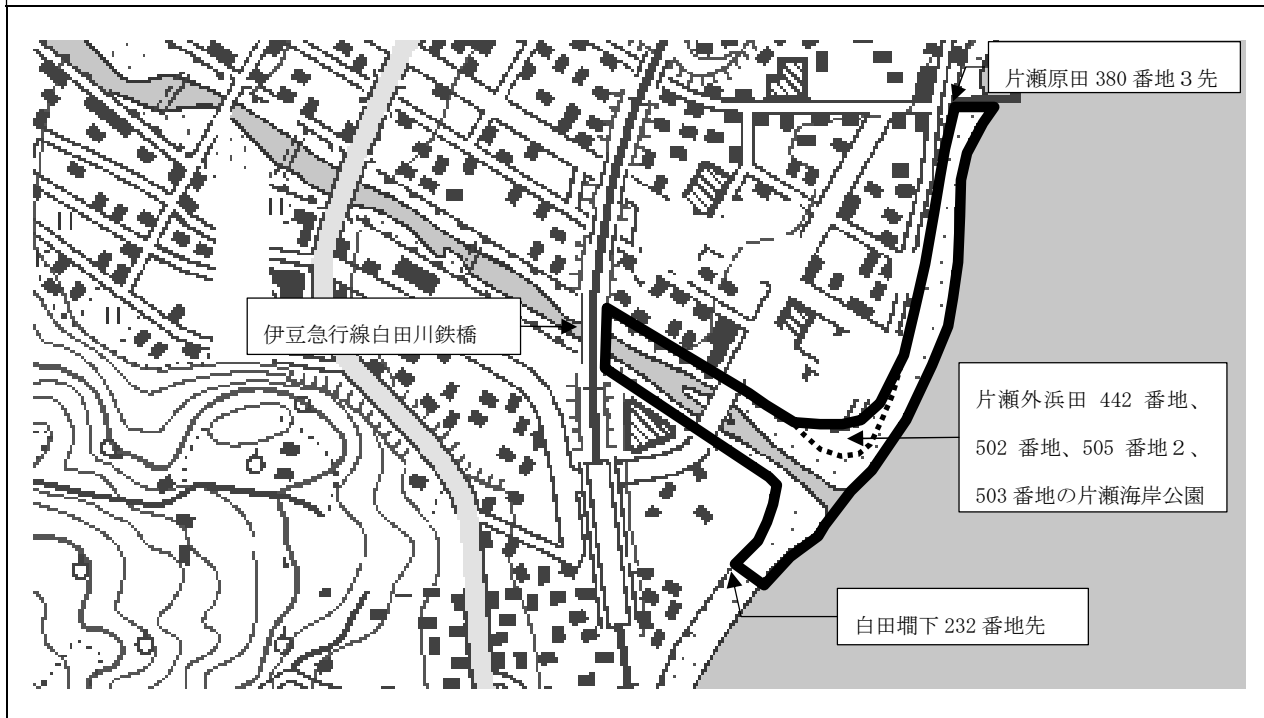 片瀬原田 380 番地３先
伊豆急行線白田川鉄橋
片瀬外浜田 442 番地、
502 番地、505 番地２、
503 番地の片瀬海岸公園
白田堋下 232 番地先